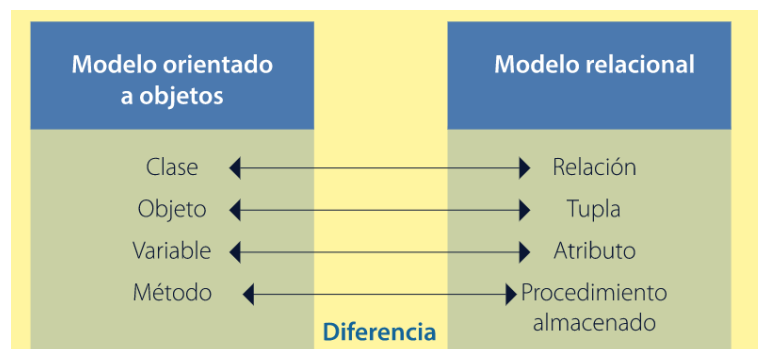 Modelo orientado
a objetos
Modelo relacional
Clase
Relación
Objeto
Tupla
Variable
Atributo
Método
Procedimiento
almacenado
Diferencia